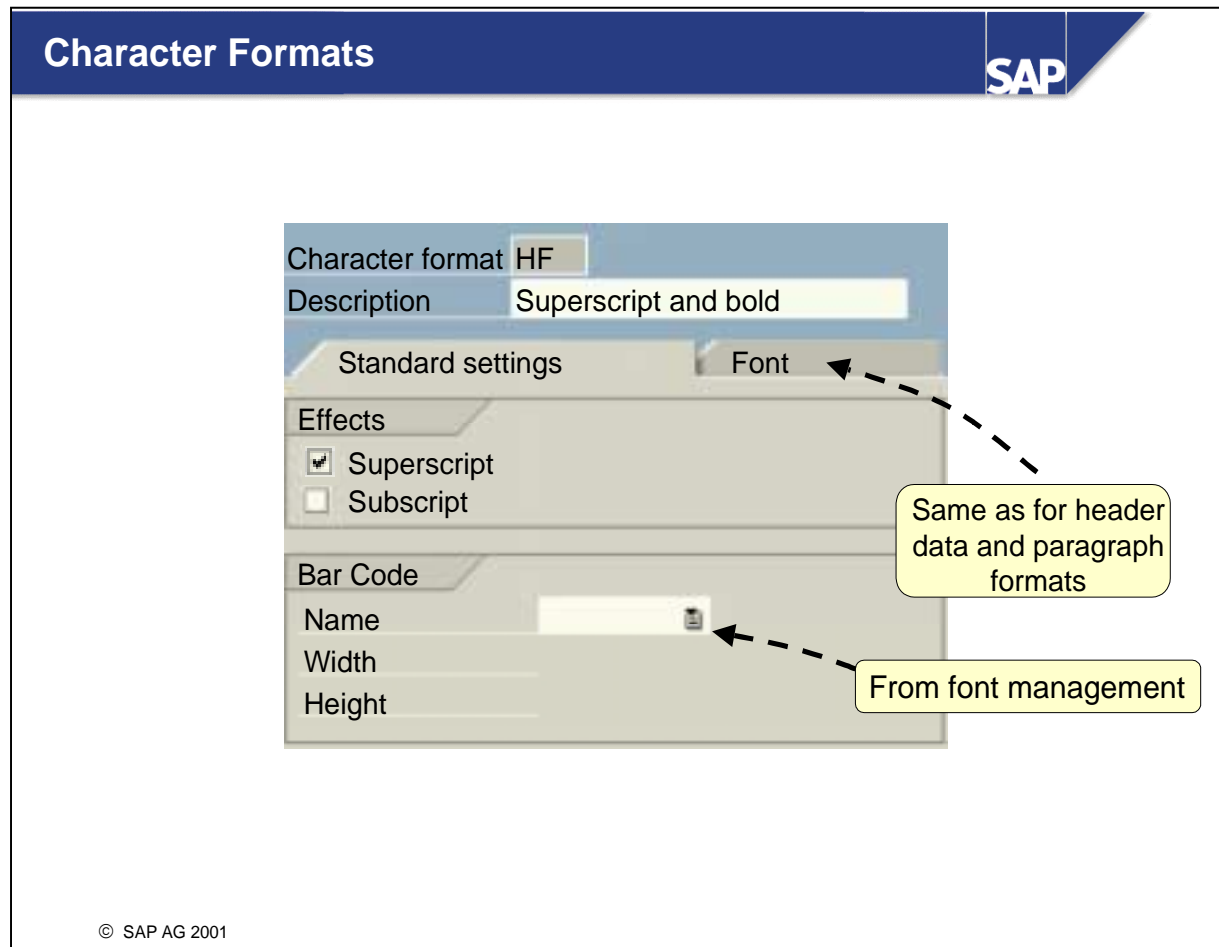 Character Formats
SAP
Character format HF
Description Superscript and bold
Standard settings Font
Effects
Superscript
Subscript
Same as for header
data and paragraph
formats
Bar Code
Name
Width
From font management
Height
© SAP AG 2001